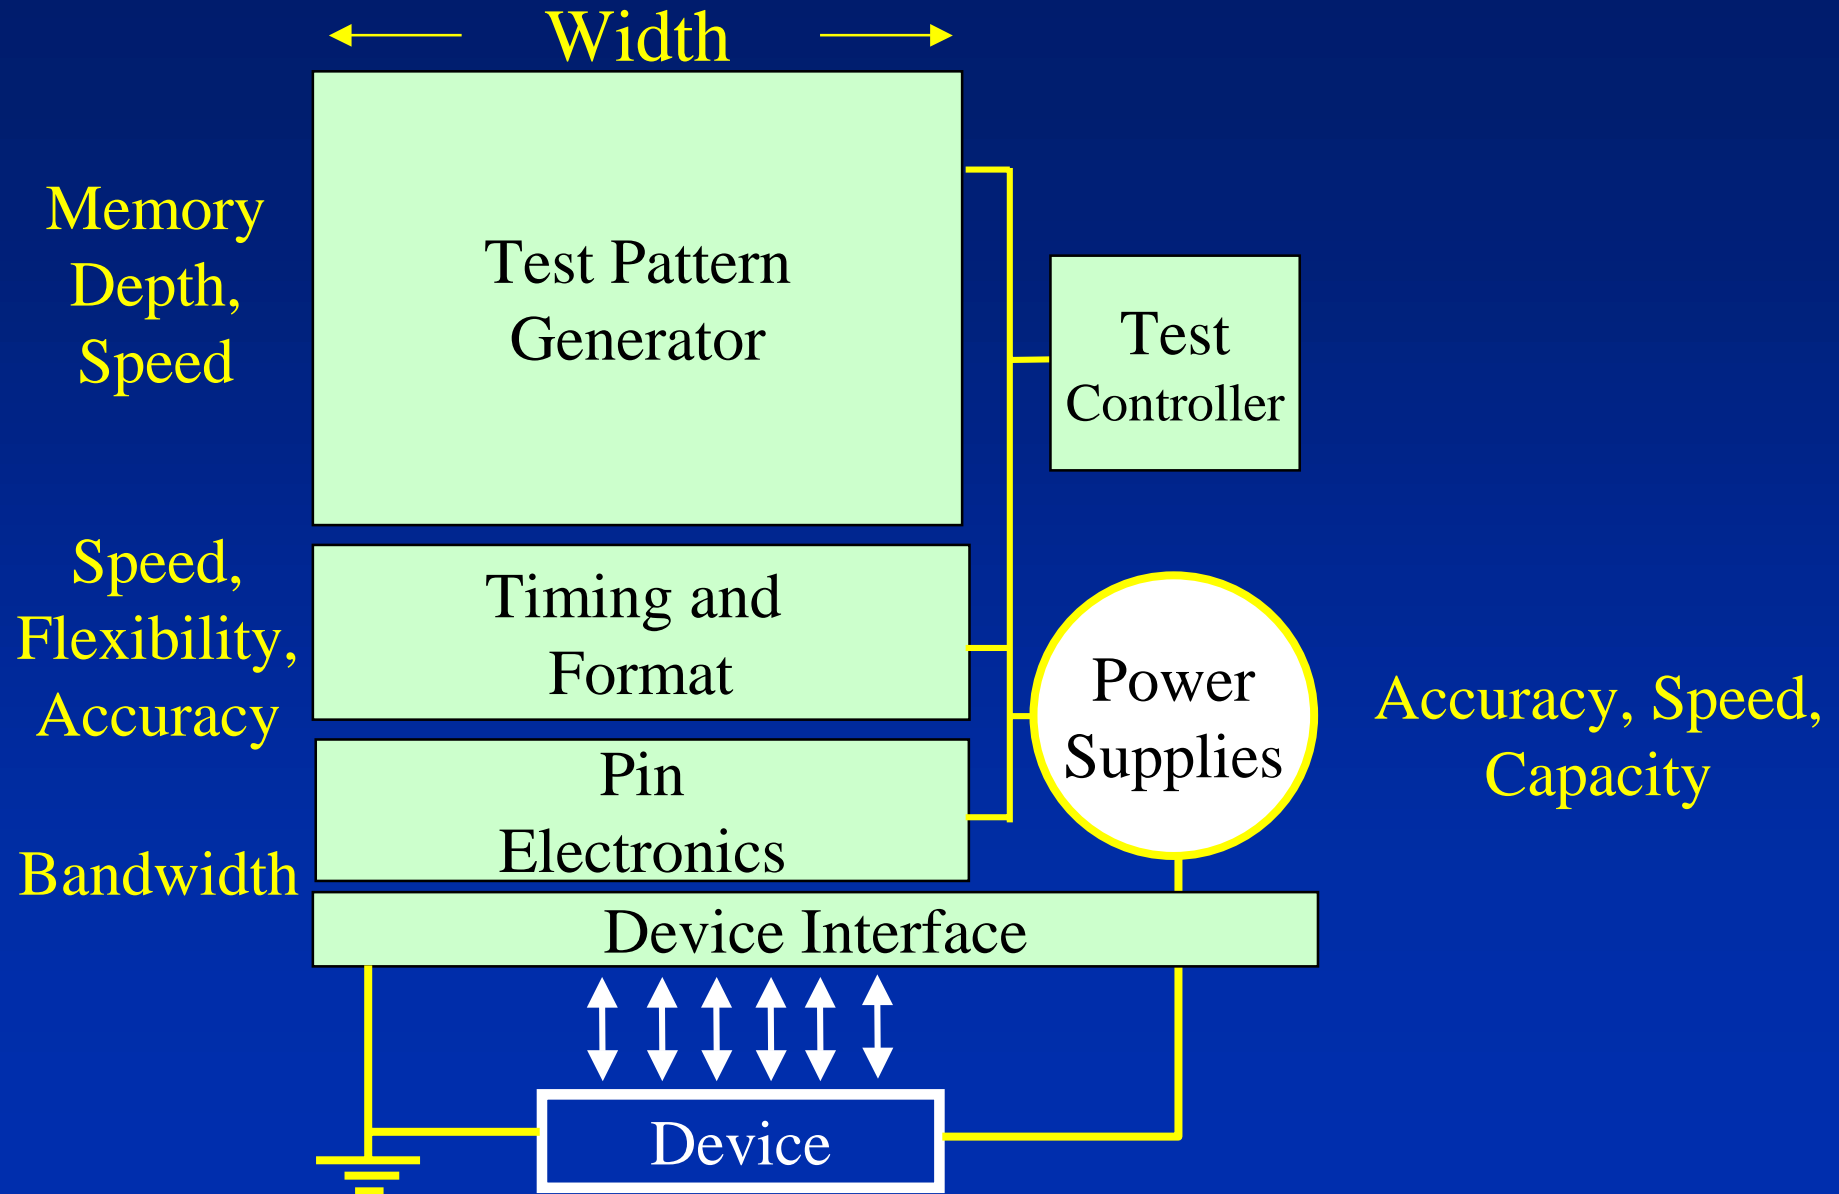 Width
Memory
Depth,
Speed
Test Pattern
Generator
Test
Controller
Speed,
Flexibility,
Accuracy
Timing and
Format
Power
Supplies
Accuracy, Speed,
Capacity
Pin
Electronics
Bandwidth
Device Interface
Device